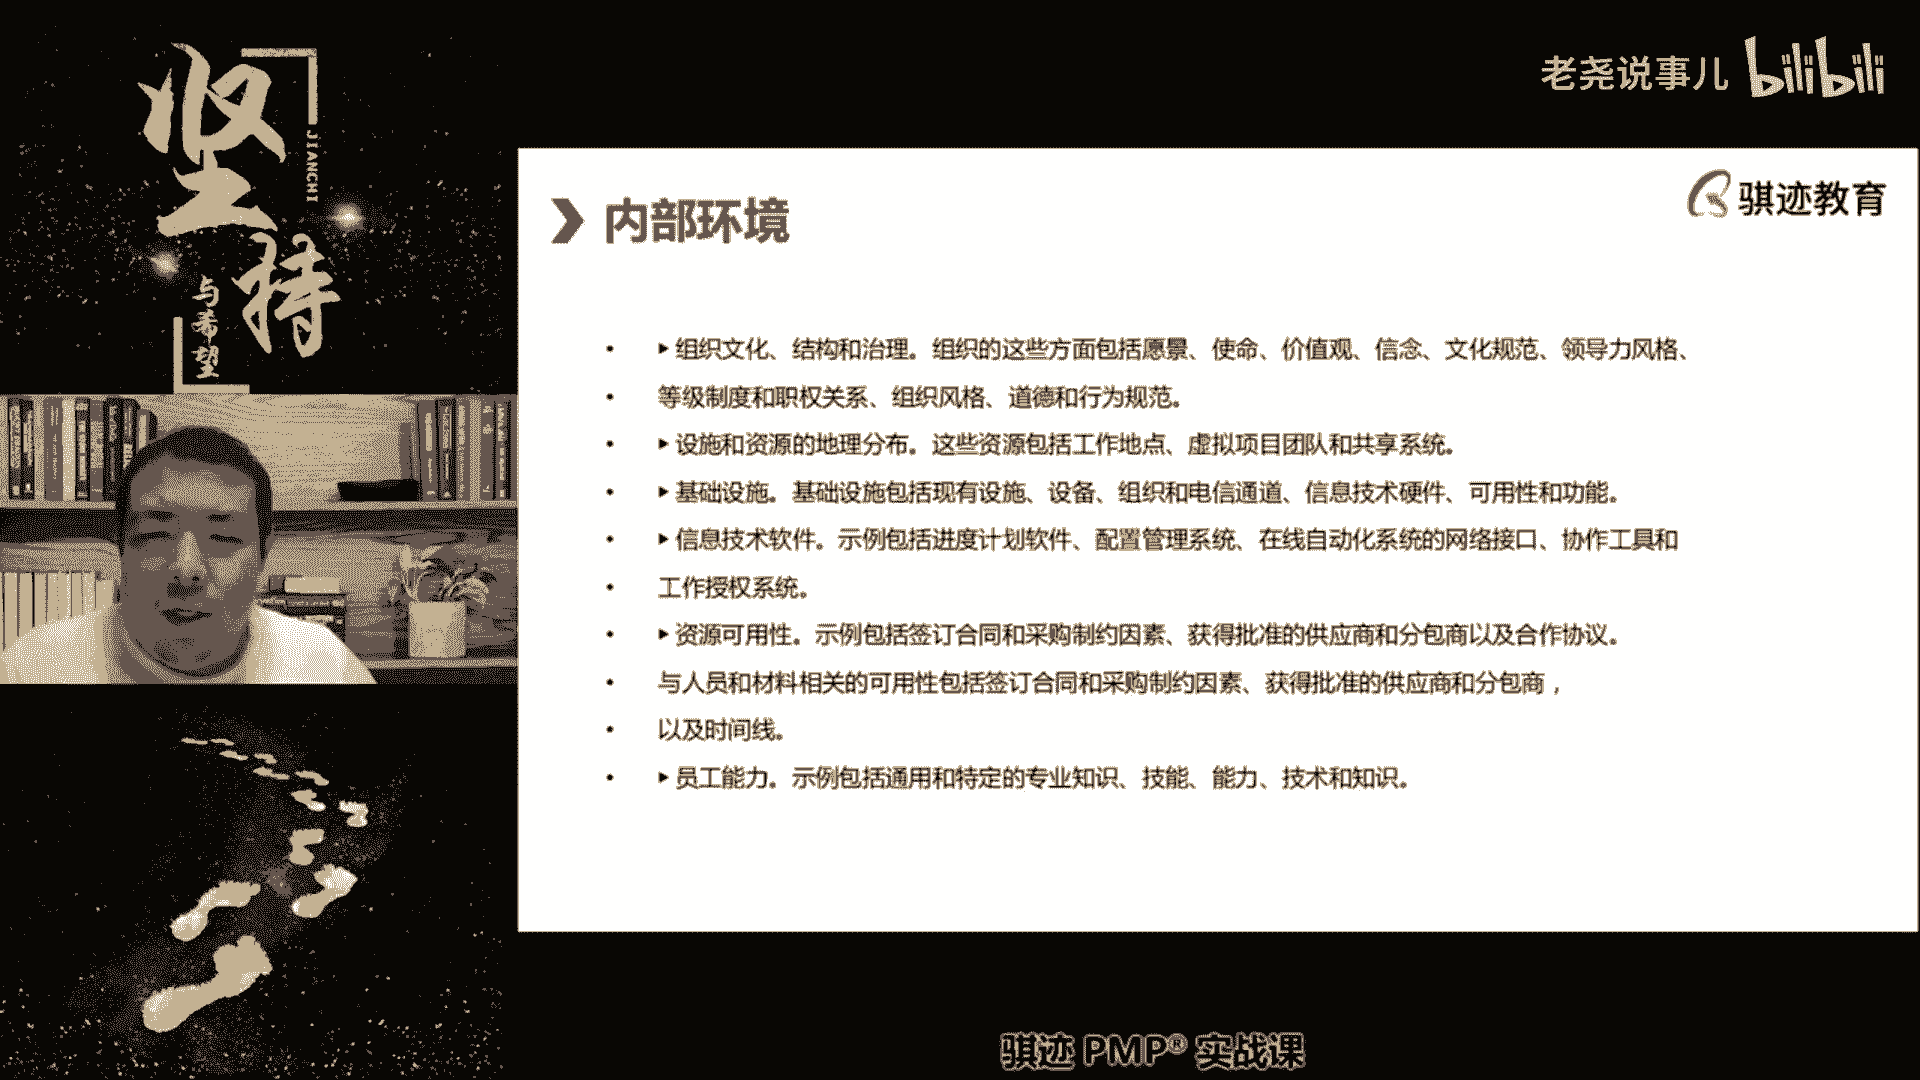 坚持
JIANCHI
与希望
老尧说事儿 bilibili
骐迹教育
内部环境
• ▶组织文化、结构和治理。组织的这些方面包括愿景、使命、价值观、信念、文化规范、领导力风格、
• 等级制度和职权关系、组织风格、道德和行为规范。
• ▶设施和资源的地理分布。这些资源包括工作地点、虚拟项目团队和共享系统。
• ▶基础设施。基础设施包括现有设施、设备、组织和电信通道、信息技术硬件、可用性和功能。
• ▶信息技术软件。示例包括进度计划软件、配置管理系统、在线自动化系统的网络接口、协作工具和
• 工作授权系统。
• ▶资源可用性。示例包括签订合同和采购制约因素、获得批准的供应商和分包商以及合作协议。
• 与人员和材料相关的可用性包括签订合同和采购制约因素、获得批准的供应商和分包商，
• 以及时间线。
• ▶员工能力。示例包括通用和特定的专业知识、技能、能力、技术和知识。
骐迹 PMP® 实战课